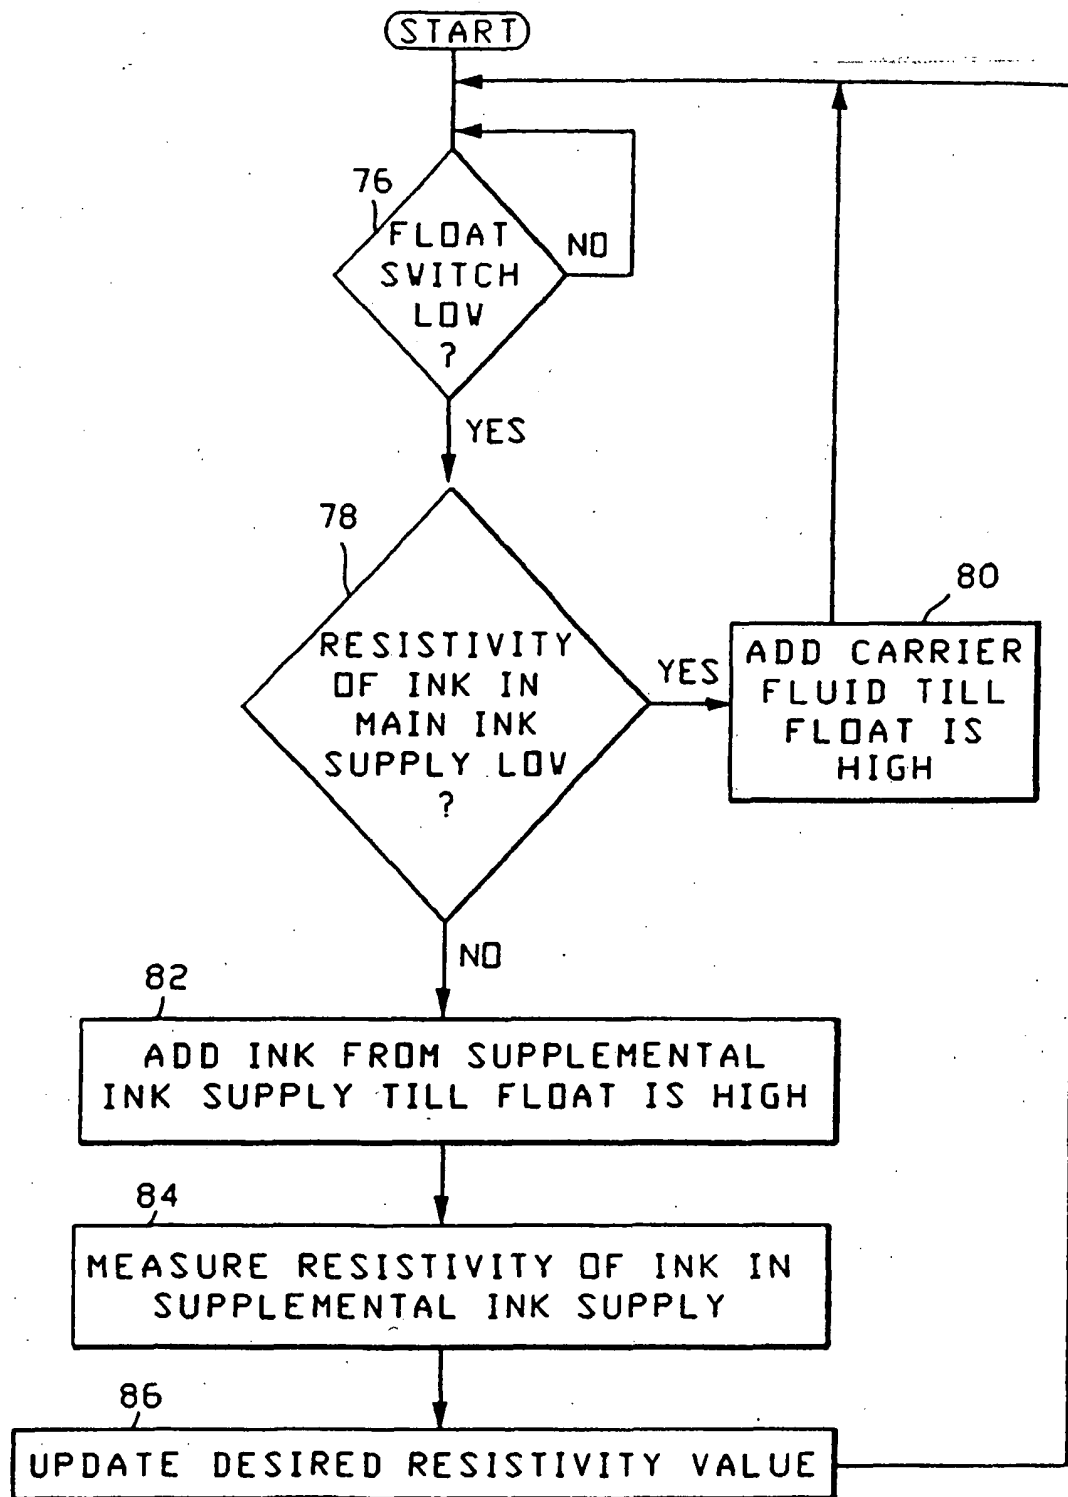 START
76
FLOAT
SWITCH
LOW
?
NO
YES
78
RESISTIVITY
OF INK IN
MAIN INK
SUPPLY LOW
?
YES
80
ADD CARRIER
FLUID TILL
FLOAT IS
HIGH
NO
82
ADD INK FROM SUPPLEMENTAL
INK SUPPLY TILL FLOAT IS HIGH
84
MEASURE RESISTIVITY OF INK IN
SUPPLEMENTAL INK SUPPLY
86
UPDATE DESIRED RESISTIVITY VALUE